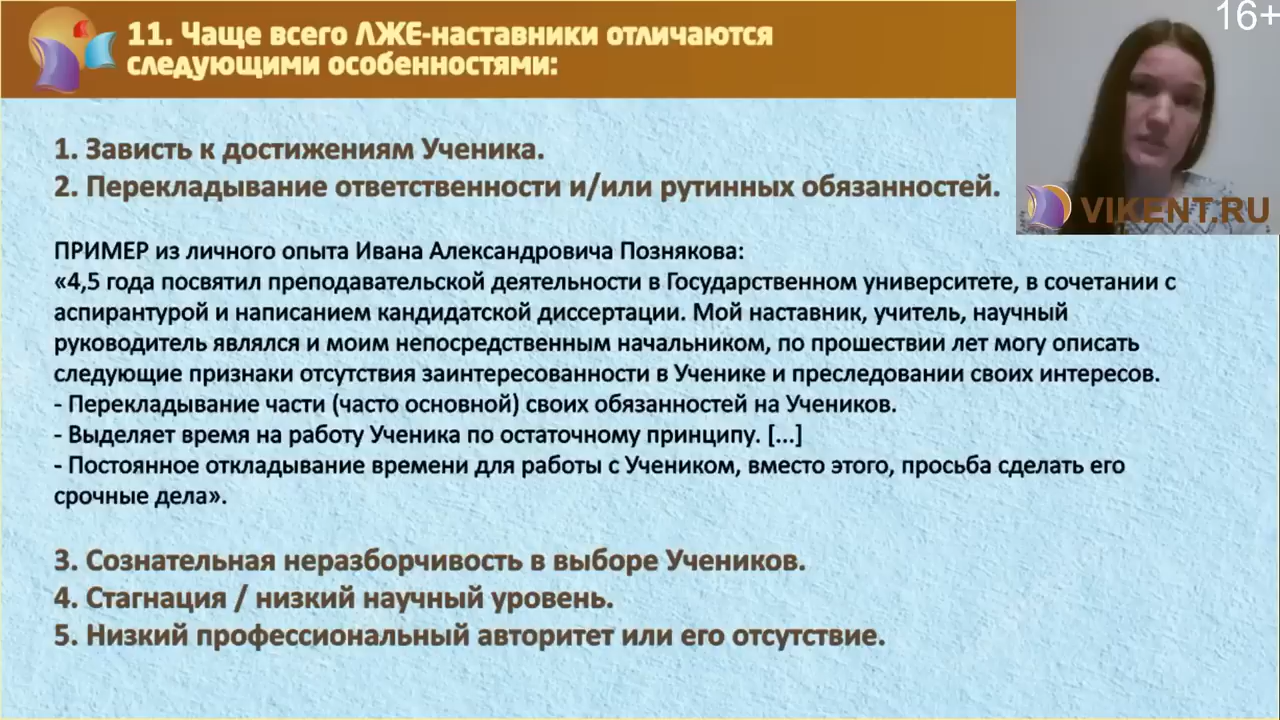 11. Чаще всего ЛЖЕ-наставники отличаются
следующими особенностями:
16+
VIKENT.RU
1. Зависть к достижениям Ученика.
2. Перекладывание ответственности и/или рутинных обязанностей.
ПРИМЕР из личного опыта Ивана Александровича Познякова:
«4,5 года посвятил преподавательской деятельности в Государственном университете, в сочетании с
аспирантурой и написанием кандидатской диссертации. Мой наставник, учитель, научный
руководитель являлся и моим непосредственным начальником, по прошествии лет могу описать
следующие признаки отсутствия заинтересованности в Ученике и преследовании своих интересов.
- Перекладывание части (часто основной) своих обязанностей на Учеников.
- Выделяет время на работу Ученика по остаточному принципу. [...]
- Постоянное откладывание времени для работы с Учеником, вместо этого, просьба сделать его
срочные дела».
3. Сознательная неразборчивость в выборе Учеников.
4. Стагнация / низкий научный уровень.
5. Низкий профессиональный авторитет или его отсутствие.